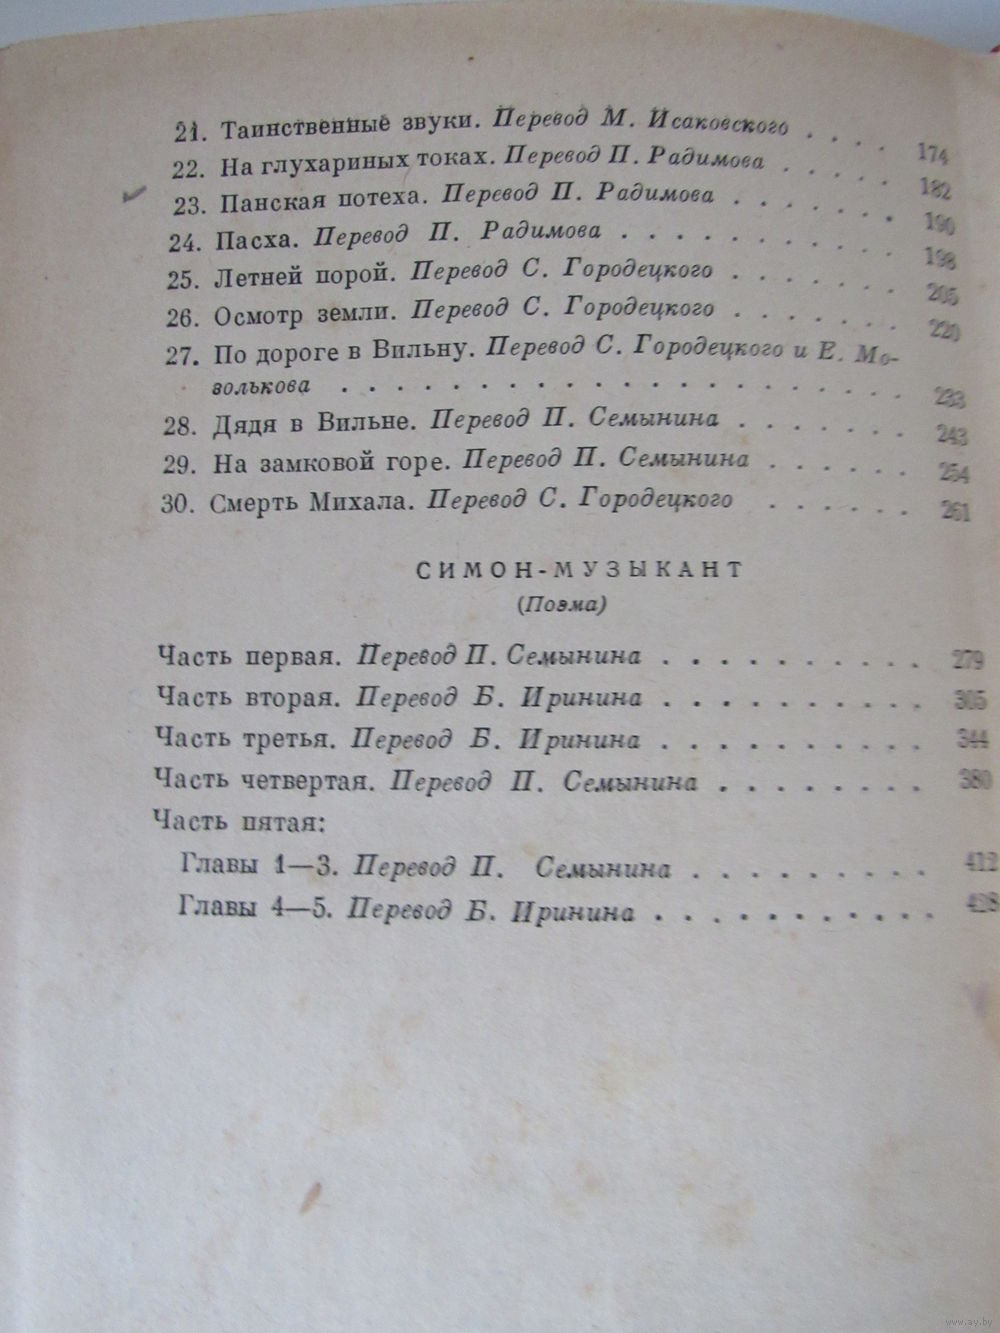 21. Таинственные звуки. Перевод М. Исаковского . . . . 174
22. На глухариных токах. Перевод П. Радимова . . . . 182
23. Панская потеха. Перевод П. Радимова . . . . . . 190
24. Пасха. Перевод П. Радимова . . . . . . . . . . 198
25. Летней порой. Перевод С. Городецкого . . . . . . 205
26. Осмотр земли. Перевод С. Городецкого . . . . . . 220
27. По дороге в Вильну. Перевод С. Городецкого и Е. Мо-
золькова . . . . . . . . . . . . . . . . . . . . 233
28. Дядя в Вильне. Перевод П. Семынина . . . . . . 243
29. На замковой горе. Перевод П. Семынина . . . . . 254
30. Смерть Михала. Перевод С. Городецкого . . . . . 261
СИМОН-МУЗЫКАНТ
(Поэма)
Часть первая. Перевод П. Семынина . . . . . . . . . . 279
Часть вторая. Перевод Б. Иринина . . . . . . . . . . 305
Часть третья. Перевод Б. Иринина . . . . . . . . . . 344
Часть четвертая. Перевод П. Семынина . . . . . . . . 380
Часть пятая:
Главы 1—3. Перевод П. Семынина . . . . . . . . . 412
Главы 4—5. Перевод Б. Иринина . . . . . . . . . . 428
www.ay.by